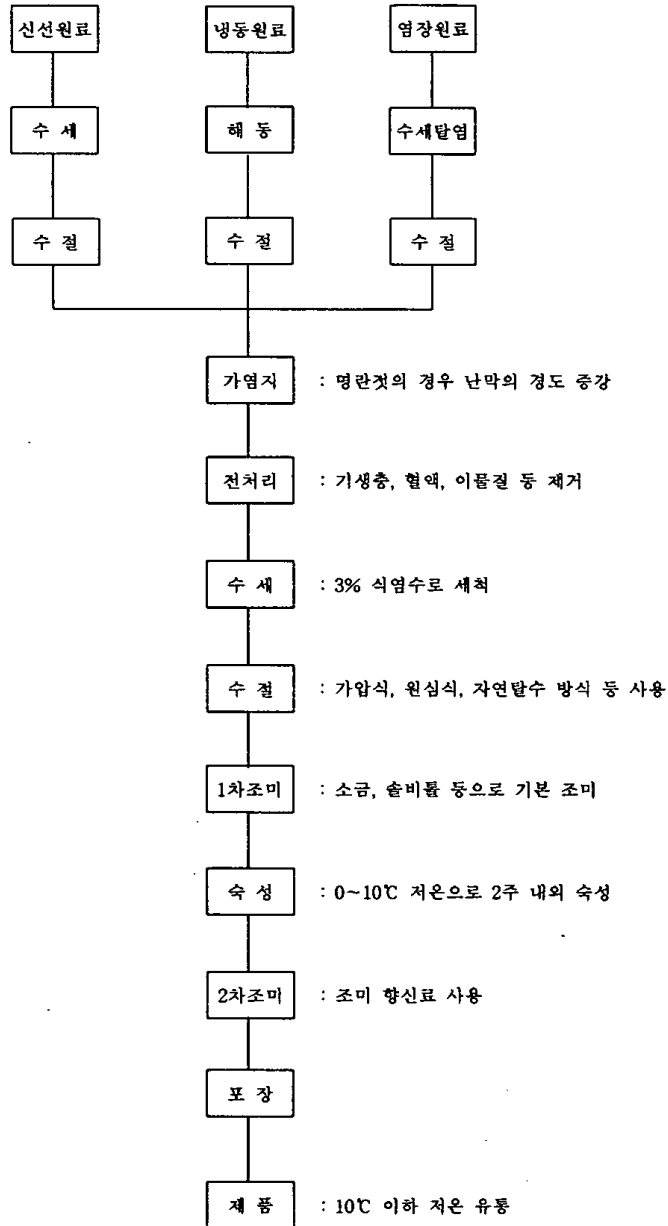 신선원료 냉동원료 염장원료
수 세 해 동 수세탈염
수 절 수 절 수 절
가염지 : 명란젓의 경우 난막의 경도 증강
전처리 : 기생충, 혈액, 이물질 등 제거
수 세 : 3% 식염수로 세척
수 절 : 가압식, 원심식, 자연탈수 방식 등 사용
1차조미 : 소금, 솔비톨 등으로 기본 조미
숙 성 : 0~10℃ 저온으로 2주 내외 숙성
2차조미 : 조미 향신료 사용
포 장
제 품 : 10℃ 이하 저온 유통